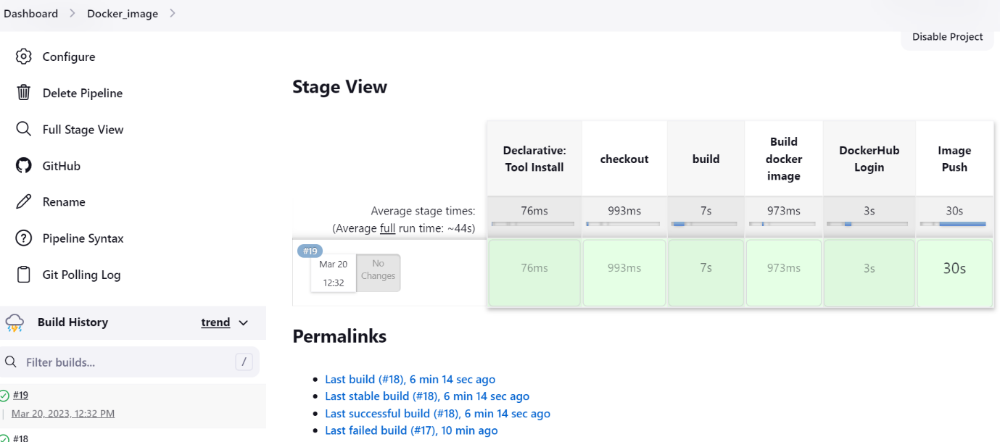 Dashboard
Docker_image
Disable Project
Configure
Delete Pipeline
Full Stage View
GitHub
Rename
Pipeline Syntax
Git Polling Log
Build History
trend
Filter builds...
/
#19
Mar 20, 2023, 12:32 PM
#18
Stage View
Declarative:
Tool Install
checkout
build
Build
docker
image
DockerHub
Login
Image
Push
Average stage times:
(Average full run time: ~44s)
76ms
993ms
7s
973ms
3s
30s
#19
Mar 20
12:32
No
Changes
76ms
993ms
7s
973ms
3s
30s
Permalinks
Last build (#18), 6 min 14 sec ago
Last stable build (#18), 6 min 14 sec ago
Last successful build (#18), 6 min 14 sec ago
Last failed build (#17), 10 min ago